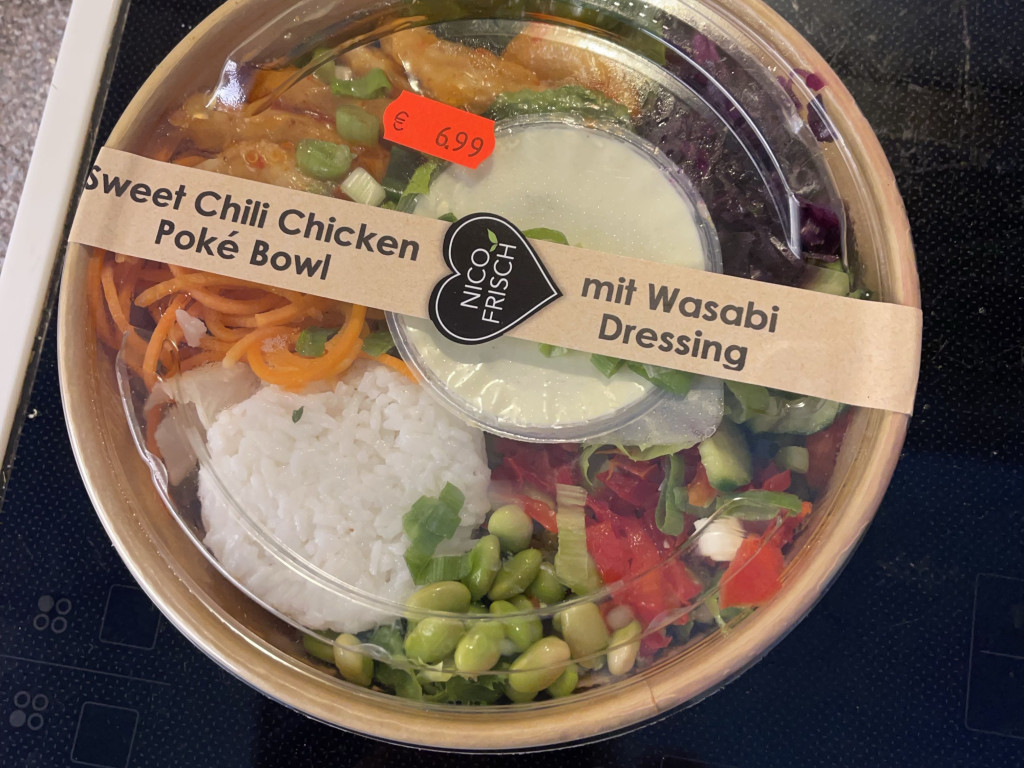 € 6.99
Sweet Chili Chicken
Poké Bowl
NICO
FRISCH
mit Wasabi
Dressing